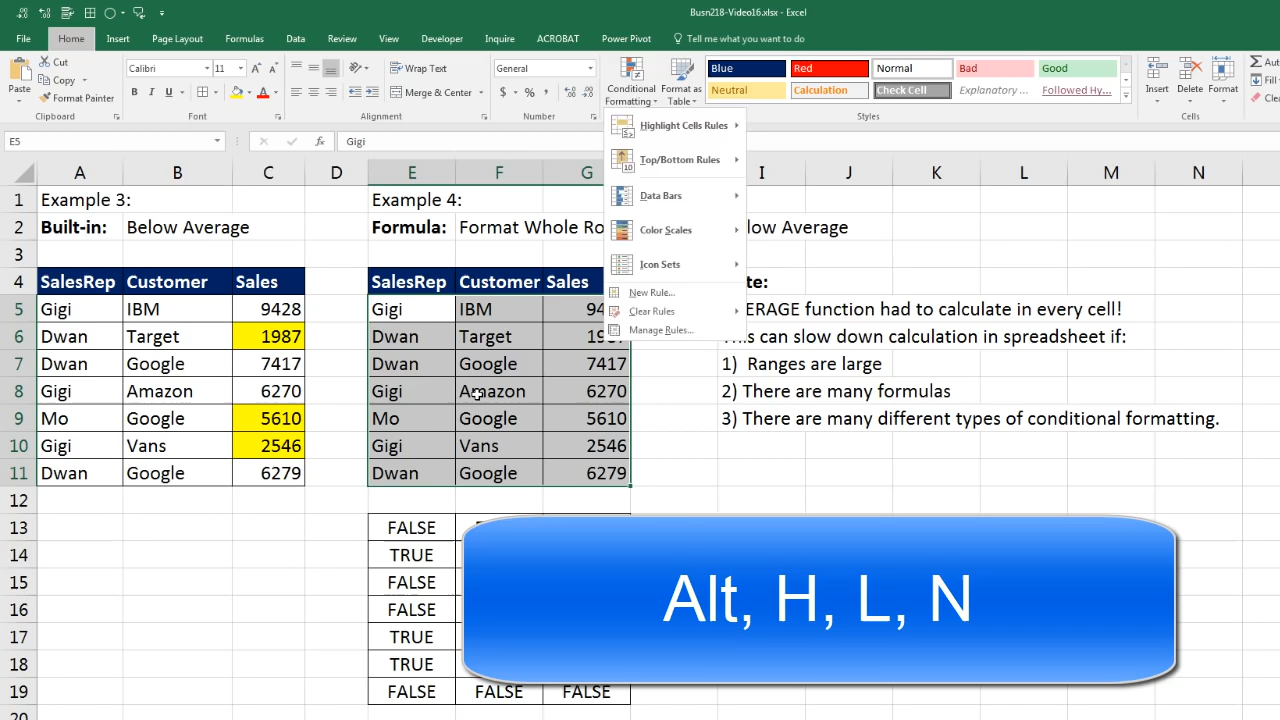 Busn218-Video16.xlsx - Excel
File Home Insert Page Layout Formulas Data Review View Developer Inquire ACROBAT Power Pivot Tell me what you want to do
Paste
Cut
Copy
Format Painter
Clipboard
Calibri 11
B I U
Font
Wrap Text
Merge & Center
Alignment
General
$ % ,
Number
Conditional Formatting
Format as Table
Blue Red Normal Bad Good
Neutral Calculation Check Cell Explanatory ... Followed Hy...
Styles
Insert Delete Format
Cells
Fill
Highlight Cells Rules
Top/Bottom Rules
Data Bars
Color Scales
Icon Sets
New Rule...
Clear Rules
Manage Rules...
E5 fx Gigi
A B C D E F G I J K L M N
1 Example 3: Example 4:
2 Built-in: Below Average Formula: Format Whole Ro low Average
3
4 SalesRep Customer Sales SalesRep Customer Sales te:
5 Gigi IBM 9428 Gigi IBM 94 ERAGE function had to calculate in every cell!
6 Dwan Target 1987 Dwan Target 1987 This can slow down calculation in spreadsheet if:
7 Dwan Google 7417 Dwan Google 7417 1) Ranges are large
8 Gigi Amazon 6270 Gigi Amazon 6270 2) There are many formulas
9 Mo Google 5610 Mo Google 5610 3) There are many different types of conditional formatting.
10 Gigi Vans 2546 Gigi Vans 2546
11 Dwan Google 6279 Dwan Google 6279
12
13 FALSE
14 TRUE
15 FALSE
16 FALSE
17 TRUE
18 TRUE
19 FALSE FALSE FALSE
20
Alt, H, L, N